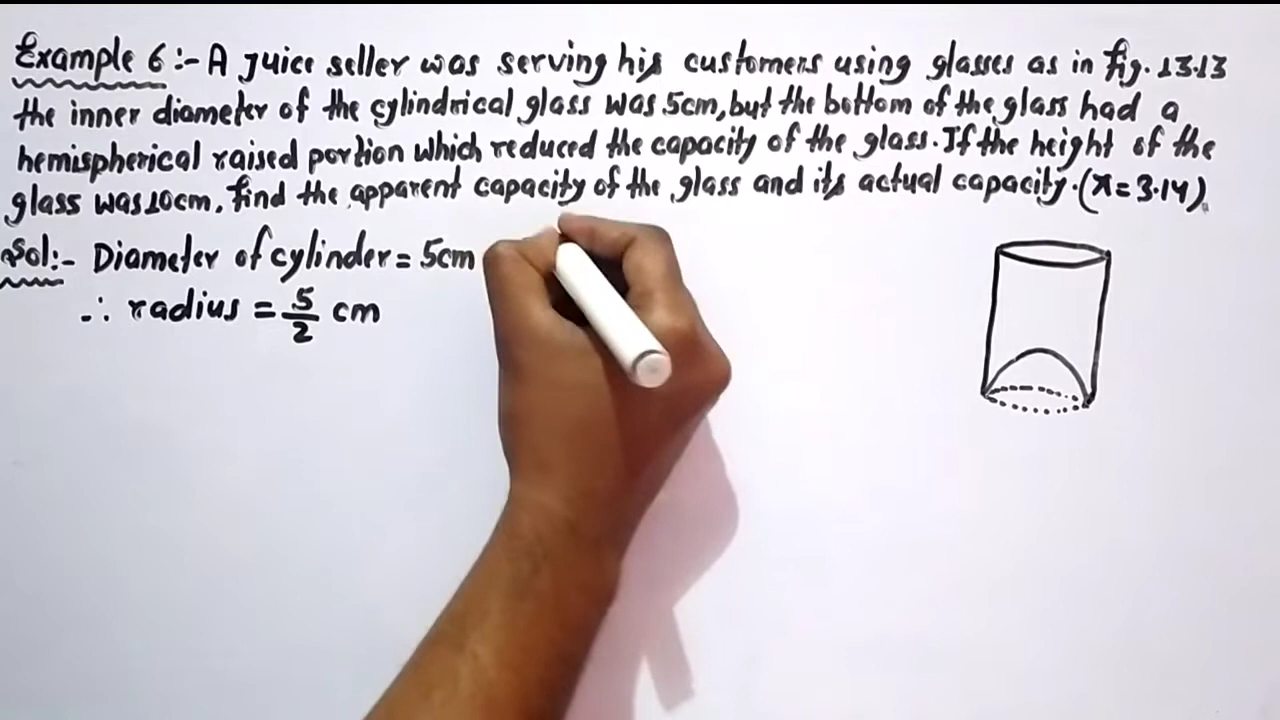 Example 6:- A Juice seller was serving his customers using glasses as in fig. 13.13
the inner diameter of the cylindrical glass was 5cm, but the bottom of the glass had a
hemispherical raised portion which reduced the capacity of the glass. If the height of the
glass was 10cm, find the apparent capacity of the glass and its actual capacity. (π = 3.14).
Sol:- Diameter of cylinder = 5cm
∴ radius = 5/2 cm